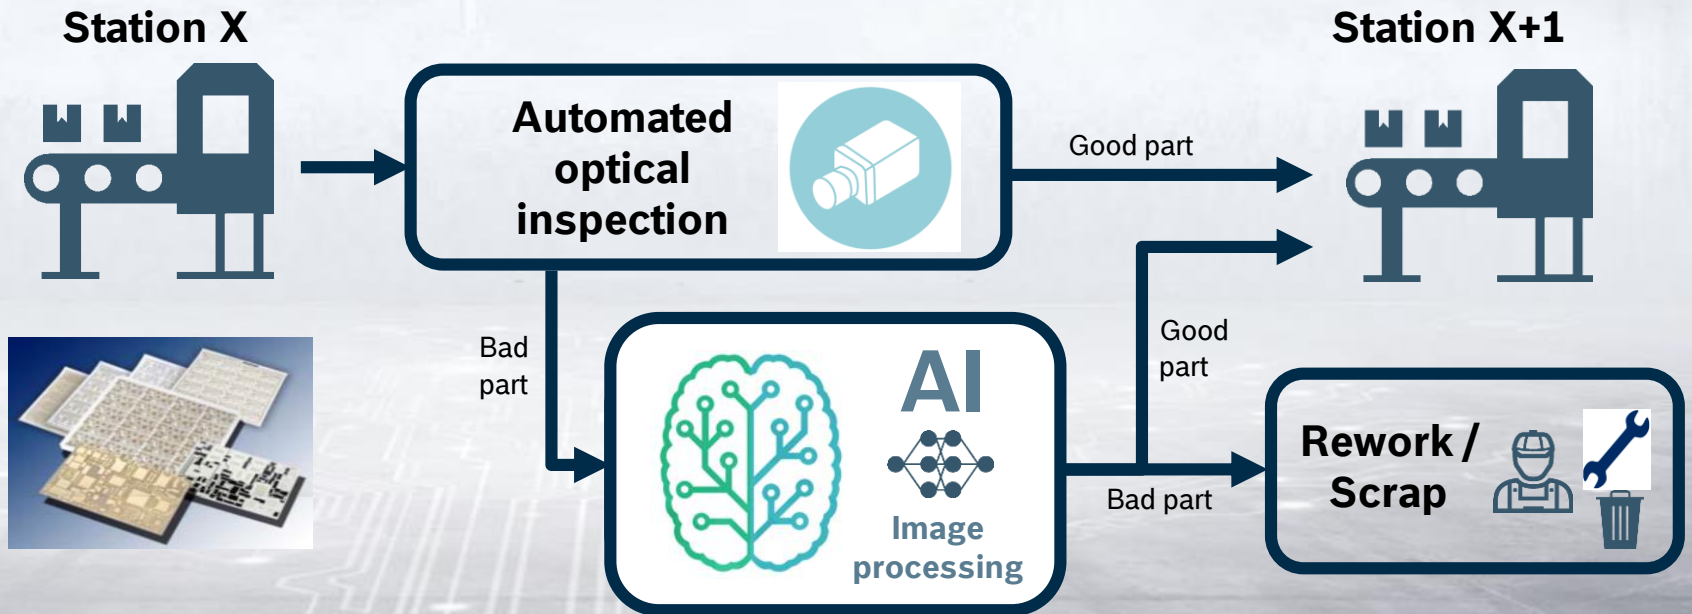 Station X
Station X+1
Automated
optical
inspection
Good part
Bad
part
Good
part
AI
Image
processing
Bad part
Rework /
Scrap